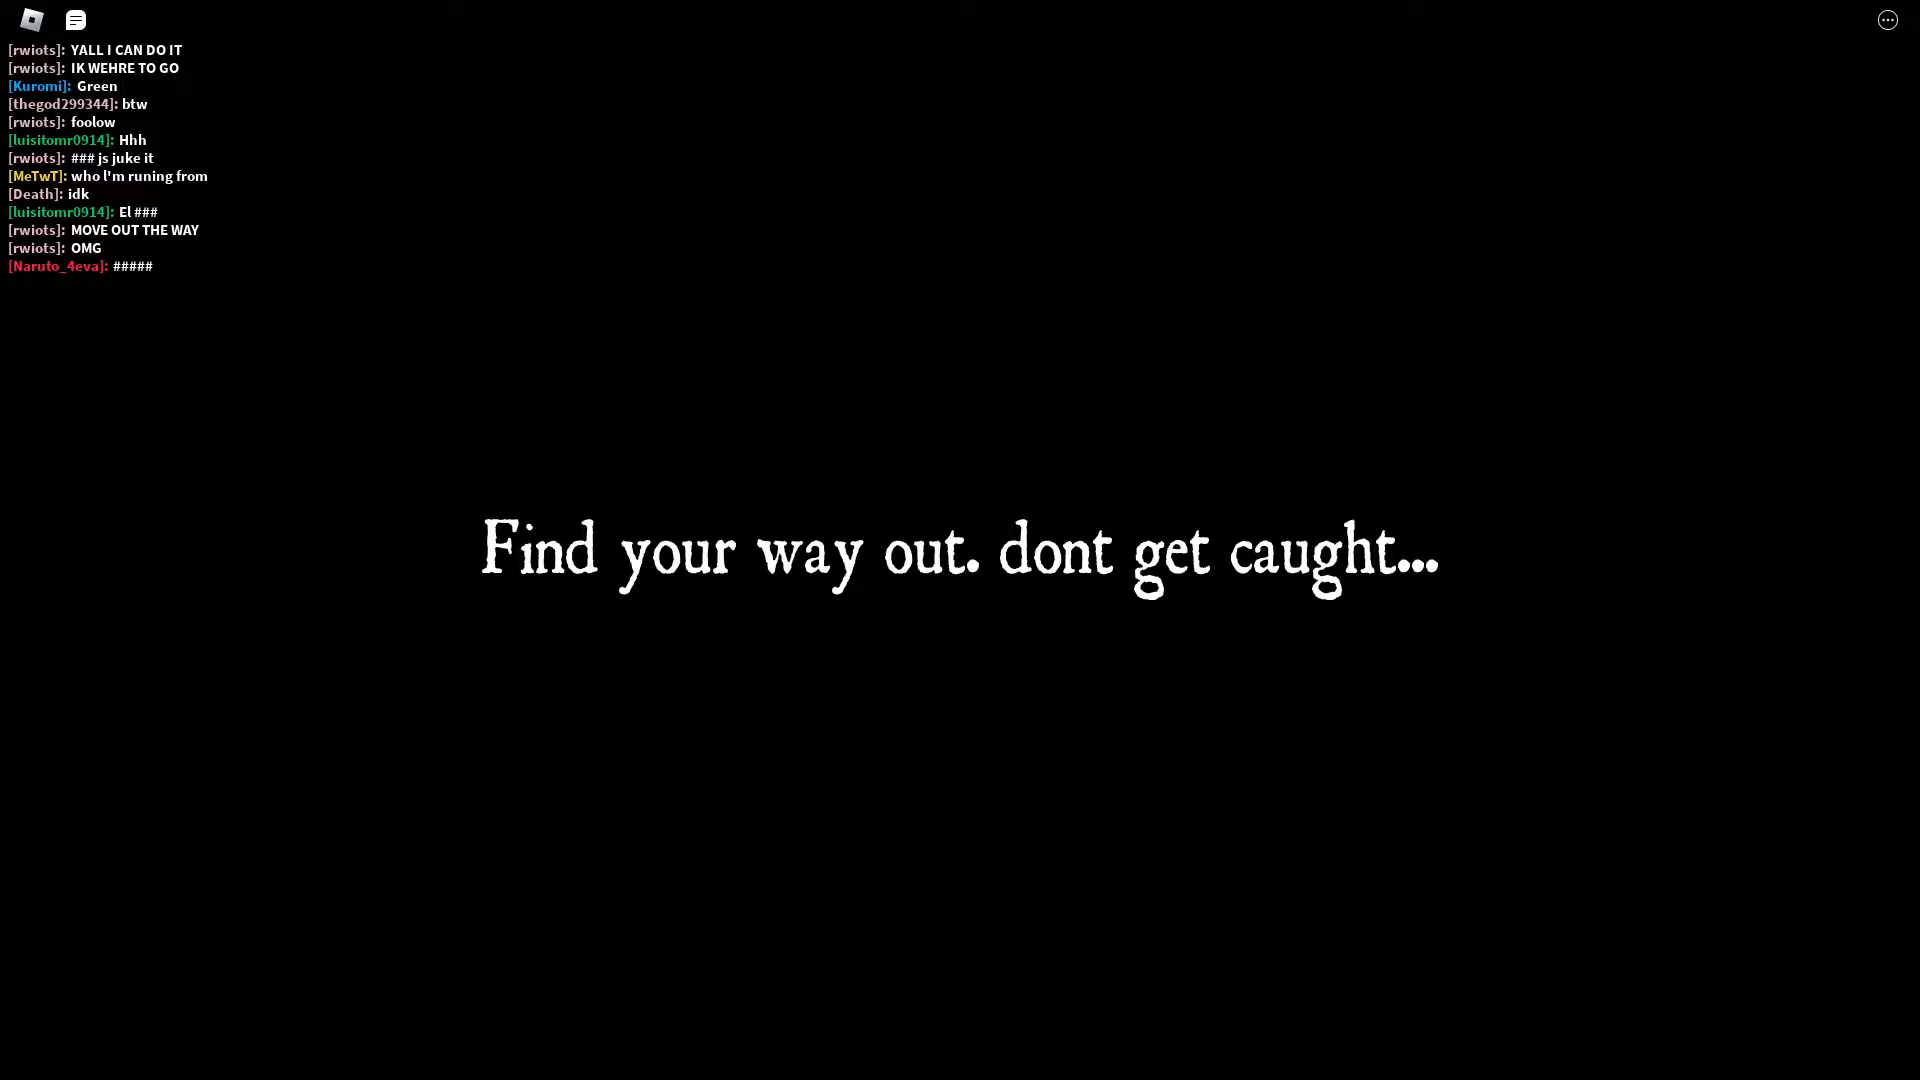 [rwiots]: YALL I CAN DO IT
[rwiots]: IK WEHRE TO GO
[Kuromi]: Green
[thegod299344]: btw
[rwiots]: foolow
[luisitomr0914]: Hhh
[rwiots]: ### js juke it
[MeTwT]: who l'm runing from
[Death]: idk
[luisitomr0914]: El ###
[rwiots]: MOVE OUT THE WAY
[rwiots]: OMG
[Naruto_4eva]: #####
Find your way out. dont get caught...